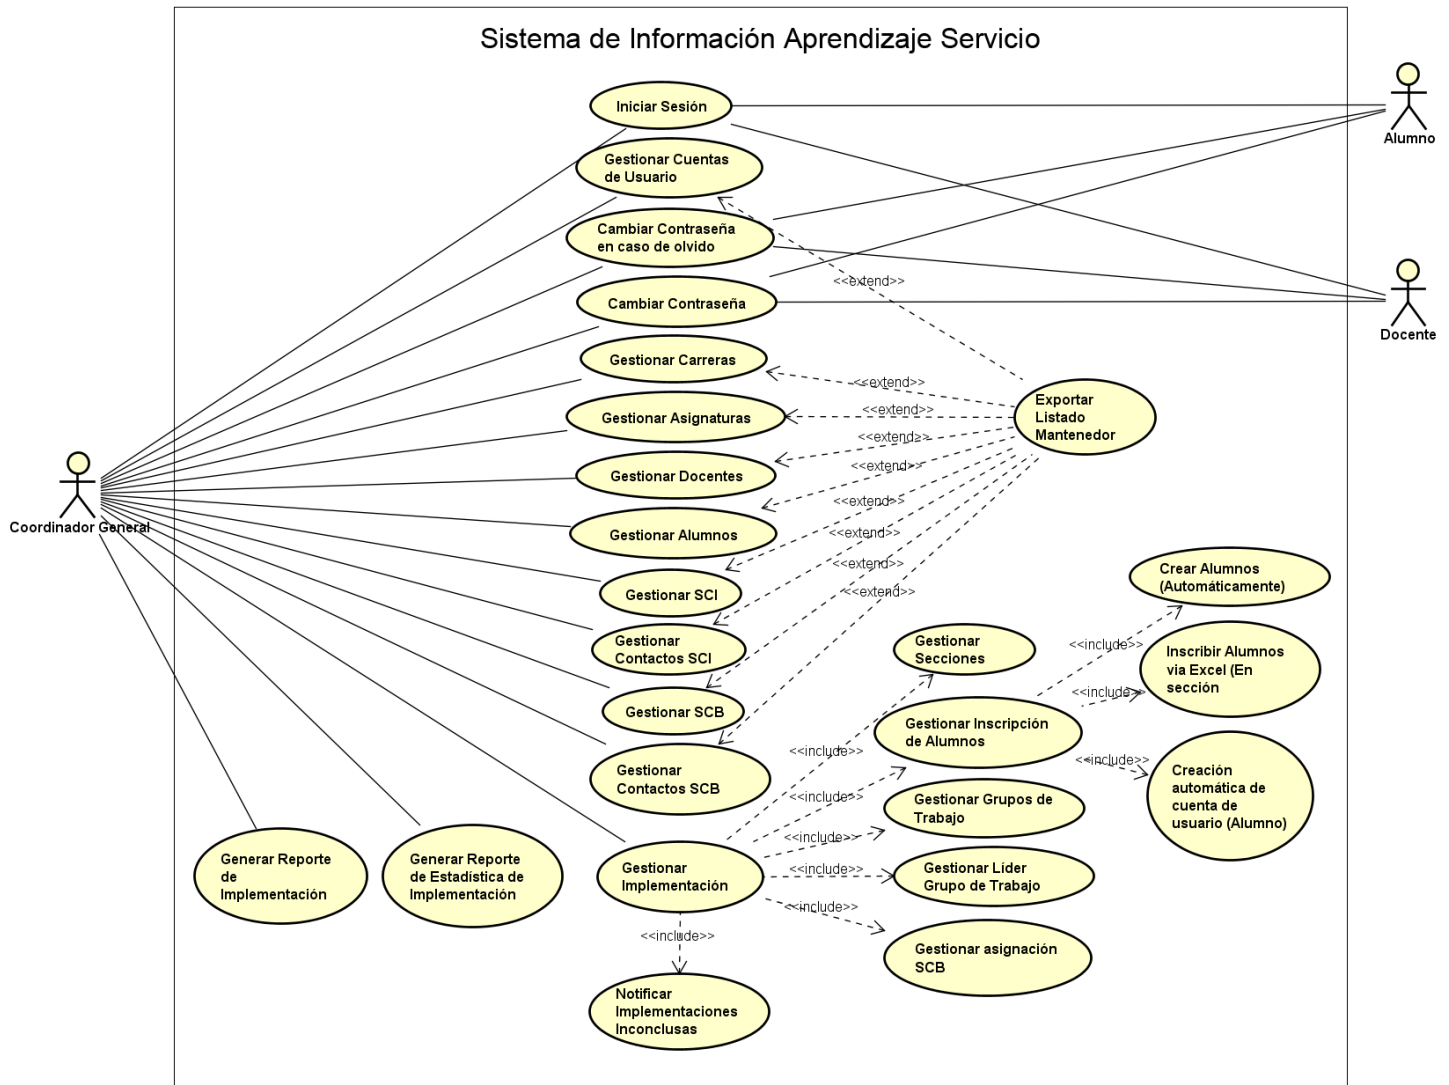 Sistema de Información Aprendizaje Servicio
Iniciar Sesión
Alumno
Gestionar Cuentas
de Usuario
Cambiar Contraseña
en caso de olvido
<<extend>>
Cambiar Contraseña
Docente
Gestionar Carreras
<<extend>>
Exportar
Listado
Mantenedor
Gestionar Asignaturas
<<extend>>
<<extend>>
Gestionar Docentes
<<extend>>
Coordinador General
Gestionar Alumnos
<<extend>>
<<extend>>
<<extend>>
<<extend>>
Gestionar SCI
Crear Alumnos
(Automáticamente)
Gestionar
Contactos SCI
Gestionar
Secciones
<<include>>
Inscribir Alumnos
via Excel (En
sección
<<include>>
Gestionar SCB
Gestionar Inscripción
de Alumnos
<<include>>
<<include>>
Creación
automática de
cuenta de
usuario (Alumno)
Gestionar
Contactos SCB
<<include>>
Gestionar Grupos de
Trabajo
<<include>>
Generar Reporte
de
Implementación
Generar Reporte
de Estadística de
Implementación
Gestionar
Implementación
<<include>>
Gestionar Líder
Grupo de Trabajo
<<include>>
<<include>>
Gestionar asignación
SCB
Notificar
Implementaciones
Inconclusas